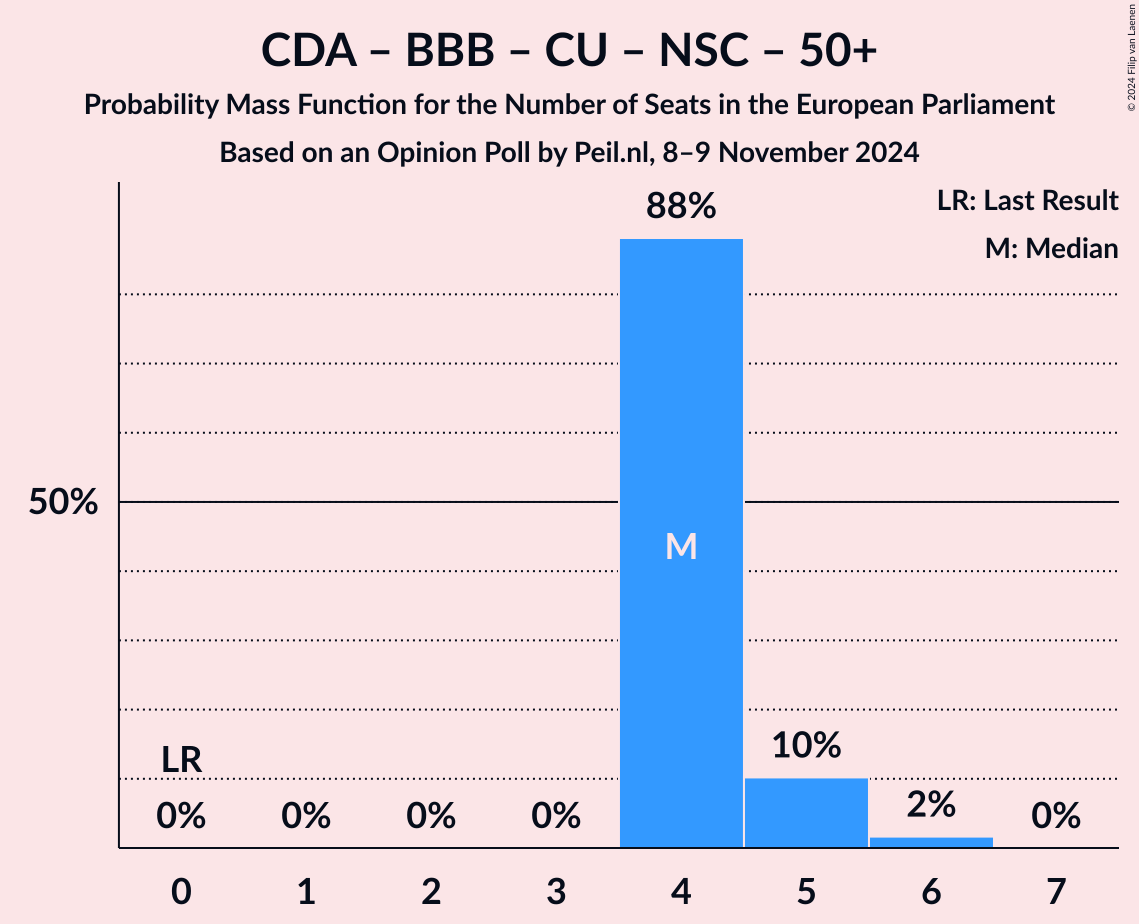 CDA – BBB – CU – NSC – 50+
Probability Mass Function for the Number of Seats in the European Parliament
Based on an Opinion Poll by Peil.nl, 8–9 November 2024
© 2024 Filip van Laenen
LR: Last Result
M: Median
88%
50%
M
LR
10%
0% 0% 0% 0% 2% 0%
0 1 2 3 4 5 6 7